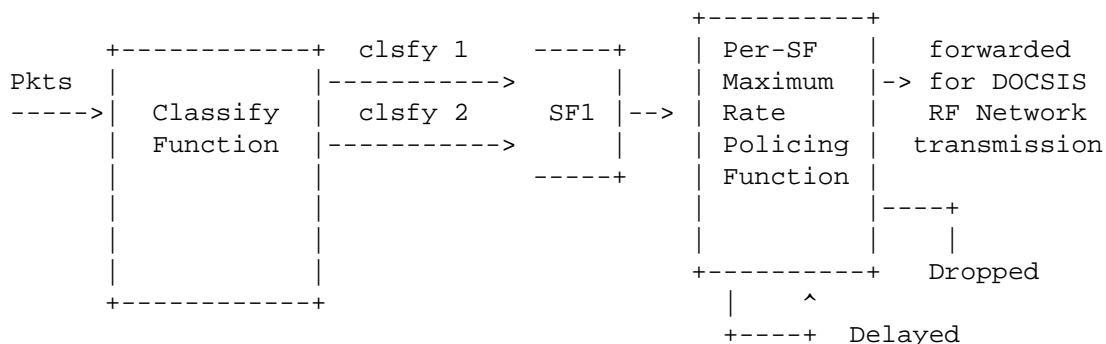 clsfy 1 Per-SF forwarded
Pkts Maximum for DOCSIS
Classify clsfy 2 SF1 Rate RF Network
Function Policing transmission
Function
Dropped
Delayed